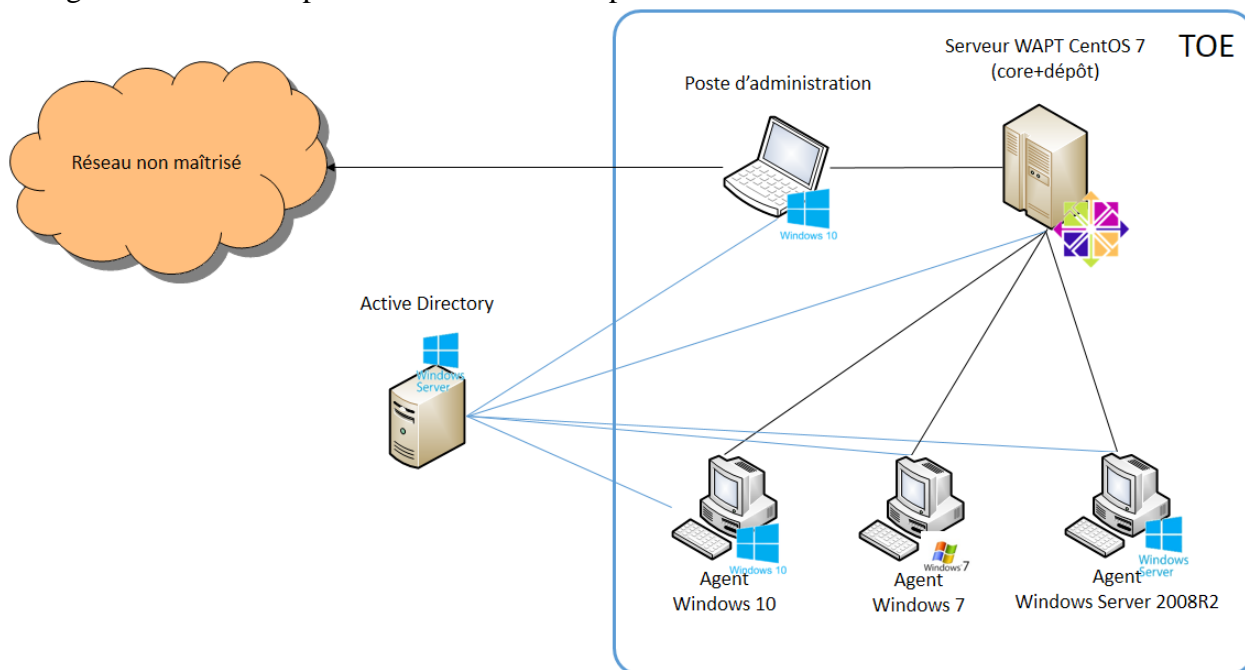 Serveur WAPT CentOS 7
(core+dépôt)
TOE
Poste d'administration
Réseau non maîtrisé
Windows 10
Active Directory
Windows
Server
Windows 10
Windows 7
Windows
Server
Agent
Windows 10
Agent
Windows 7
Agent
Windows Server 2008R2